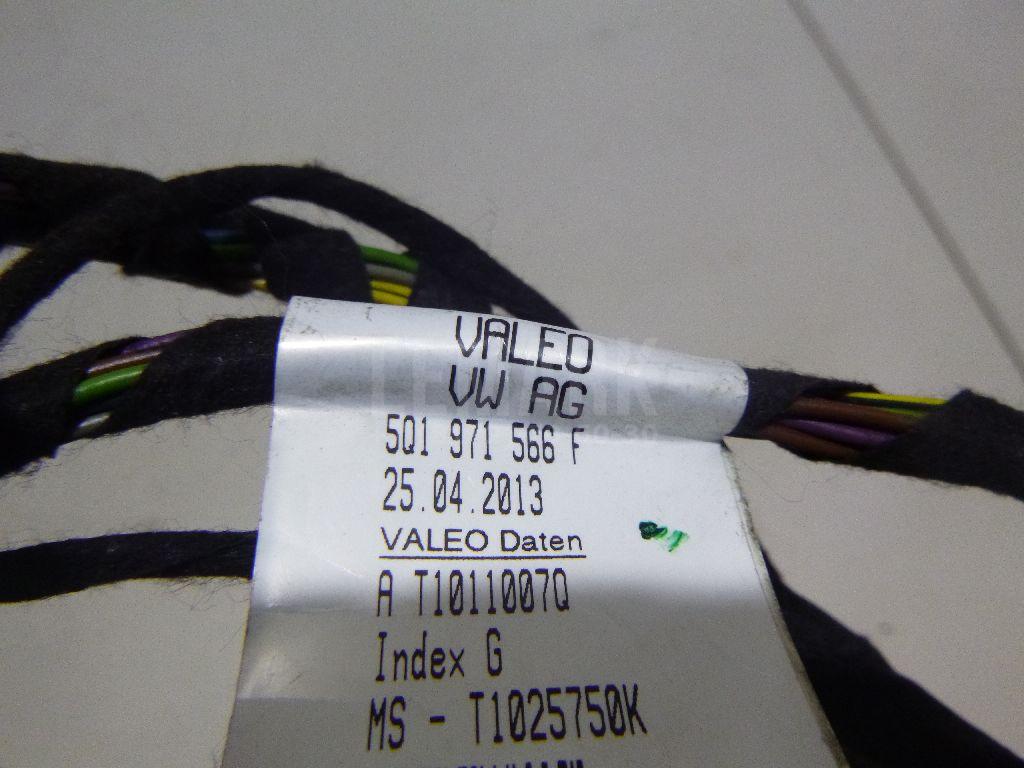 VALEO
VW AG
5Q1 971 566 F
25.04.2013
VALEO Daten
A T1011007Q
Index G
MS - T1025750K